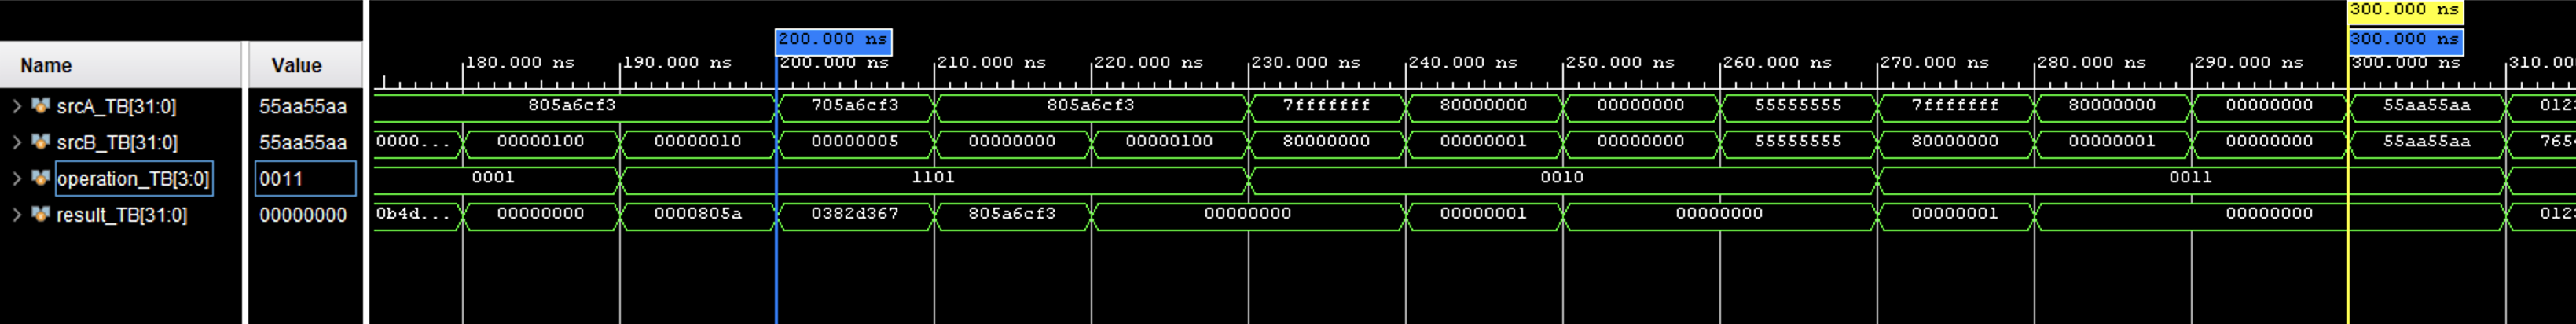 300.000 ns
200.000 ns 300.000 ns
Name Value 180.000 ns 190.000 ns 200.000 ns 210.000 ns 220.000 ns 230.000 ns 240.000 ns 250.000 ns 260.000 ns 270.000 ns 280.000 ns 290.000 ns 300.000 ns 310.00
srcA_TB[31:0] 55aa55aa 805a6cf3 705a6cf3 805a6cf3 7fffffff 80000000 00000000 55555555 7fffffff 80000000 00000000 55aa55aa 012
srcB_TB[31:0] 55aa55aa 0000... 00000100 00000010 00000005 00000000 00000100 80000000 00000001 00000000 55555555 80000000 00000001 00000000 55aa55aa 765
operation_TB[3:0] 0011 0001 1101 0010 0011
result_TB[31:0] 00000000 0b4d... 00000000 0000805a 0382d367 805a6cf3 00000000 00000001 00000000 00000001 00000000 012